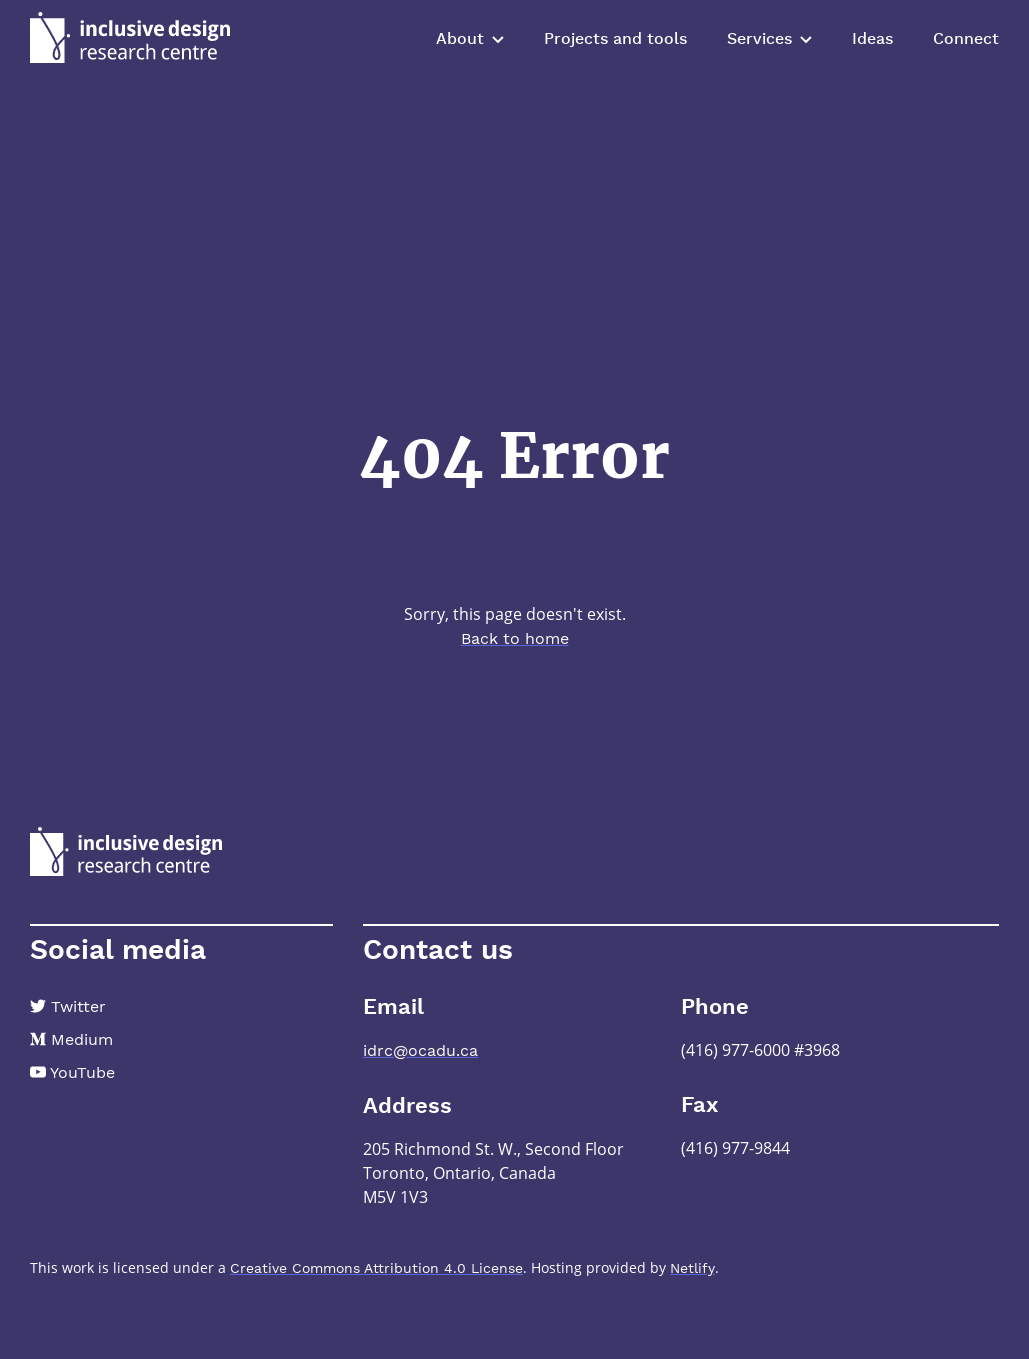 inclusive design
research centre
About
Projects and tools
Services
Ideas
Connect
404 Error
Sorry, this page doesn't exist.
Back to home
inclusive design
research centre
Social media
Twitter
Medium
YouTube
Contact us
Email
idrc@ocadu.ca
Address
205 Richmond St. W., Second Floor
Toronto, Ontario, Canada
M5V 1V3
Phone
(416) 977-6000 #3968
Fax
(416) 977-9844
This work is licensed under a Creative Commons Attribution 4.0 License. Hosting provided by Netlify.